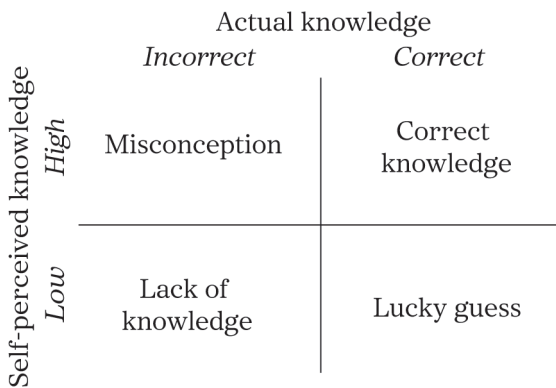 Actual knowledge
Incorrect Correct
Self-perceived knowledge
High
Misconception
Correct
knowledge
Low
Lack of
knowledge
Lucky guess